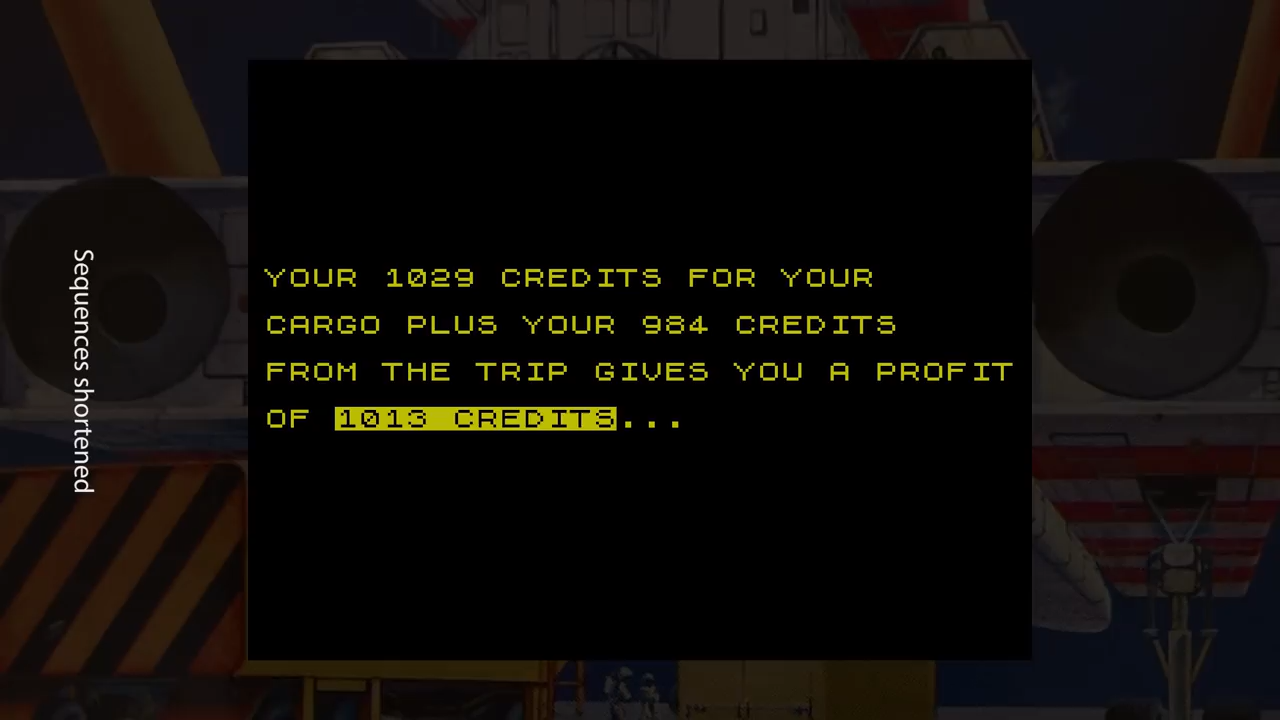 Sequences shortened
YOUR 1029 CREDITS FOR YOUR
CARGO PLUS YOUR 984 CREDITS
FROM THE TRIP GIVES YOU A PROFIT
OF 1013 CREDITS...